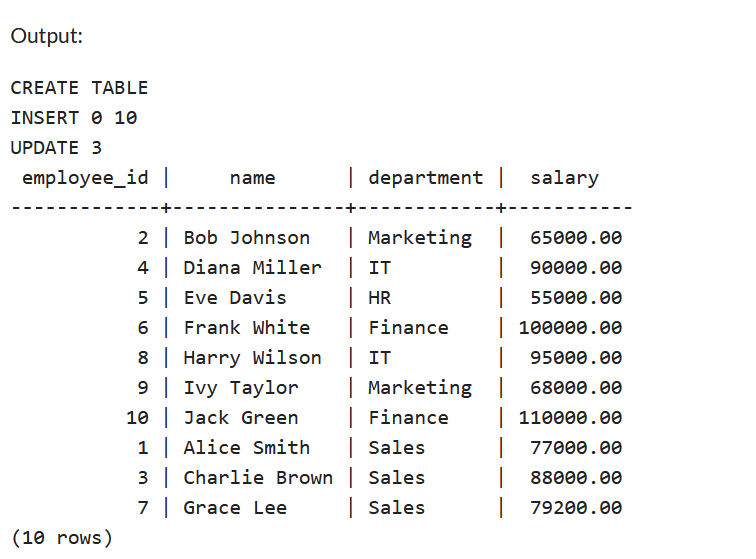 Output:
CREATE TABLE
INSERT 0 10
UPDATE 3
 employee_id |     name      | department |  salary
-------------+---------------+------------+-----------
           2 | Bob Johnson   | Marketing  |  65000.00
           4 | Diana Miller  | IT         |  90000.00
           5 | Eve Davis     | HR         |  55000.00
           6 | Frank White   | Finance    | 100000.00
           8 | Harry Wilson  | IT         |  95000.00
           9 | Ivy Taylor    | Marketing  |  68000.00
          10 | Jack Green    | Finance    | 110000.00
           1 | Alice Smith   | Sales      |  77000.00
           3 | Charlie Brown | Sales      |  88000.00
           7 | Grace Lee     | Sales      |  79200.00
(10 rows)